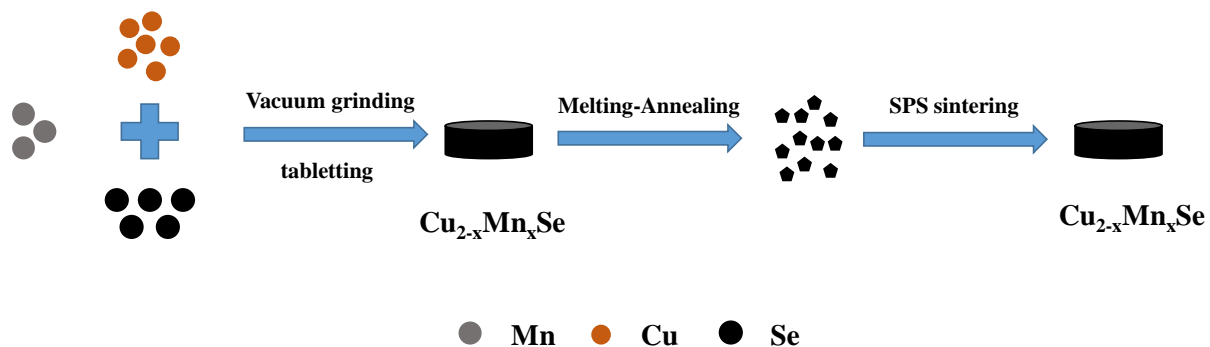 Vacuum grinding
tabletting
Melting-Annealing
SPS sintering
Cu₂₋ₓMnₓSe
Cu₂₋ₓMnₓSe
Mn Cu Se